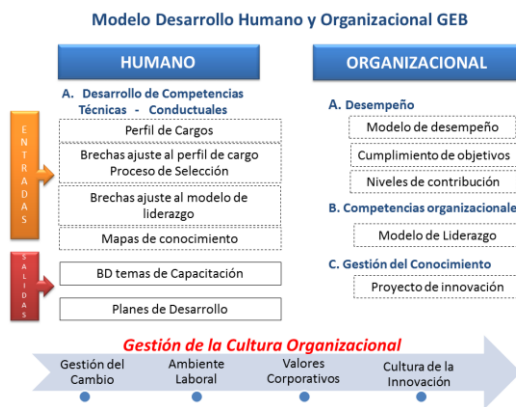 Modelo Desarrollo Humano y Organizacional GEB
HUMANO
A. Desarrollo de Competencias
Técnicas - Conductuales
ENTRADAS
Perfil de Cargos
Brechas ajuste al perfil de cargo
Proceso de Selección
Brechas ajuste al modelo de
liderazgo
Mapas de conocimiento
SALIDAS
BD temas de Capacitación
Planes de Desarrollo
ORGANIZACIONAL
A. Desempeño
Modelo de desempeño
Cumplimiento de objetivos
Niveles de contribución
B. Competencias organizacionale
Modelo de Liderazgo
C. Gestión del Conocimiento
Proyecto de innovación
Gestión de la Cultura Organizacional
Gestión del
Cambio
Ambiente
Laboral
Valores
Corporativos
Cultura de la
Innovación